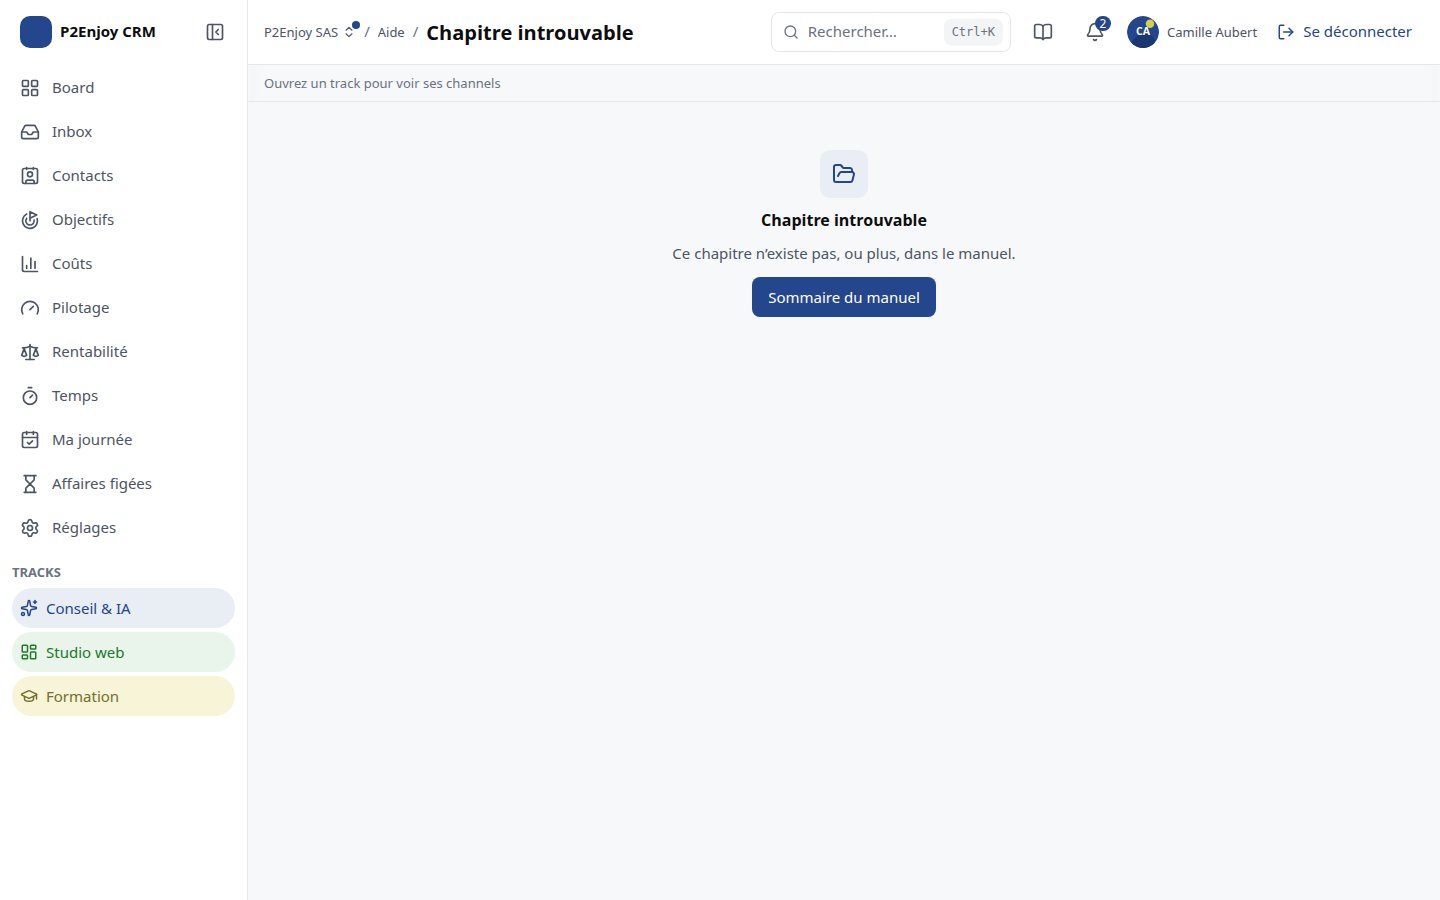 P2Enjoy CRM
P2Enjoy SAS / Aide / Chapitre introuvable
Rechercher... Ctrl+K
2
CA
Camille Aubert
Se déconnecter
Ouvrez un track pour voir ses channels
Board
Inbox
Contacts
Objectifs
Coûts
Pilotage
Rentabilité
Temps
Ma journée
Affaires figées
Réglages
TRACKS
Conseil & IA
Studio web
Formation
Chapitre introuvable
Ce chapitre n’existe pas, ou plus, dans le manuel.
Sommaire du manuel